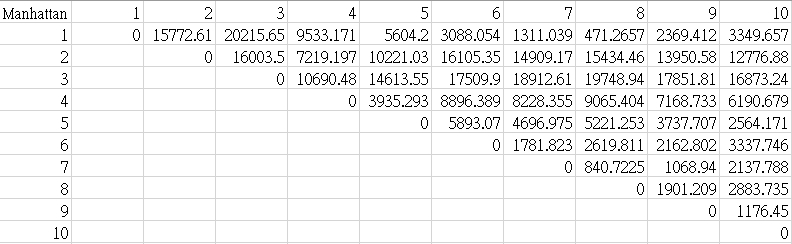 Manhattan 1 2 3 4 5 6 7 8 9 10
1 0 15772.61 20215.65 9533.171 5604.2 3088.054 1311.039 471.2657 2369.412 3349.657
2 0 16003.5 7219.197 10221.03 16105.35 14909.17 15434.46 13950.58 12776.88
3 0 10690.48 14613.55 17509.9 18912.61 19748.94 17851.81 16873.24
4 0 3935.293 8896.389 8228.355 9065.404 7168.733 6190.679
5 0 5893.07 4696.975 5221.253 3737.707 2564.171
6 0 1781.823 2619.811 2162.802 3337.746
7 0 840.7225 1068.94 2137.788
8 0 1901.209 2883.735
9 0 1176.45
10 0